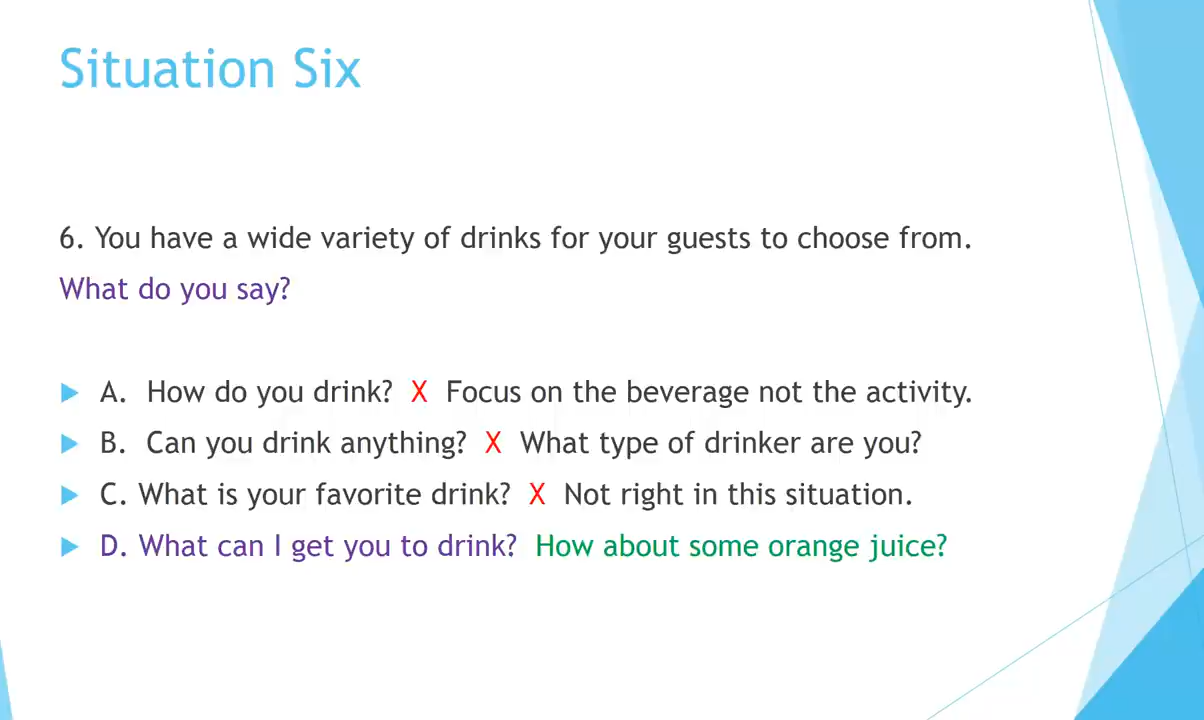 Situation Six
6. You have a wide variety of drinks for your guests to choose from.
What do you say?
A. How do you drink? X Focus on the beverage not the activity.
B. Can you drink anything? X What type of drinker are you?
C. What is your favorite drink? X Not right in this situation.
D. What can I get you to drink? How about some orange juice?